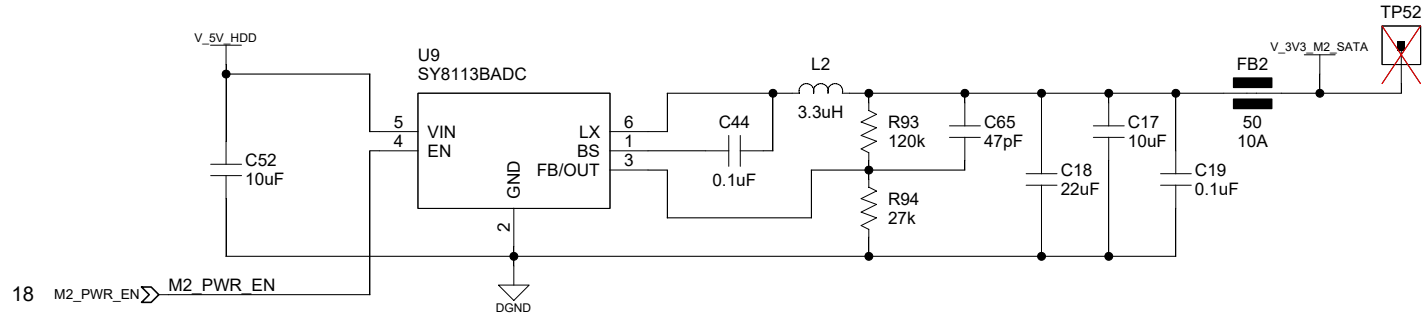 TP52
V_5V_HDD
V_3V3_M2_SATA
U9
SY8113BADC
L2
FB2
3.3uH
50
10A
5 VIN
4 EN
LX 6
BS 1
FB/OUT 3
GND
2
C44
0.1uF
R93
120k
C65
47pF
C17
10uF
C52
10uF
C18
22uF
C19
0.1uF
R94
27k
18 M2_PWR_EN M2_PWR_EN
DGND